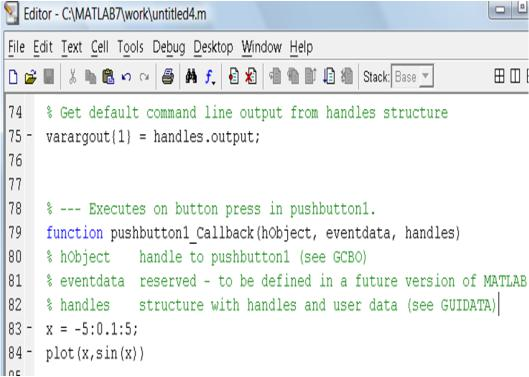 Editor - C:\MATLAB7\work\untitled4.m
File Edit Text Cell Tools Debug Desktop Window Help
Stack: Base
74 % Get default command line output from handles structure
75 - varargout{1} = handles.output;
76
77
78 % --- Executes on button press in pushbutton1.
79 function pushbutton1_Callback(hObject, eventdata, handles)
80 % hObject handle to pushbutton1 (see GCBO)
81 % eventdata reserved - to be defined in a future version of MATLAB
82 % handles structure with handles and user data (see GUIDATA)
83 - x = -5:0.1:5;
84 - plot(x,sin(x))